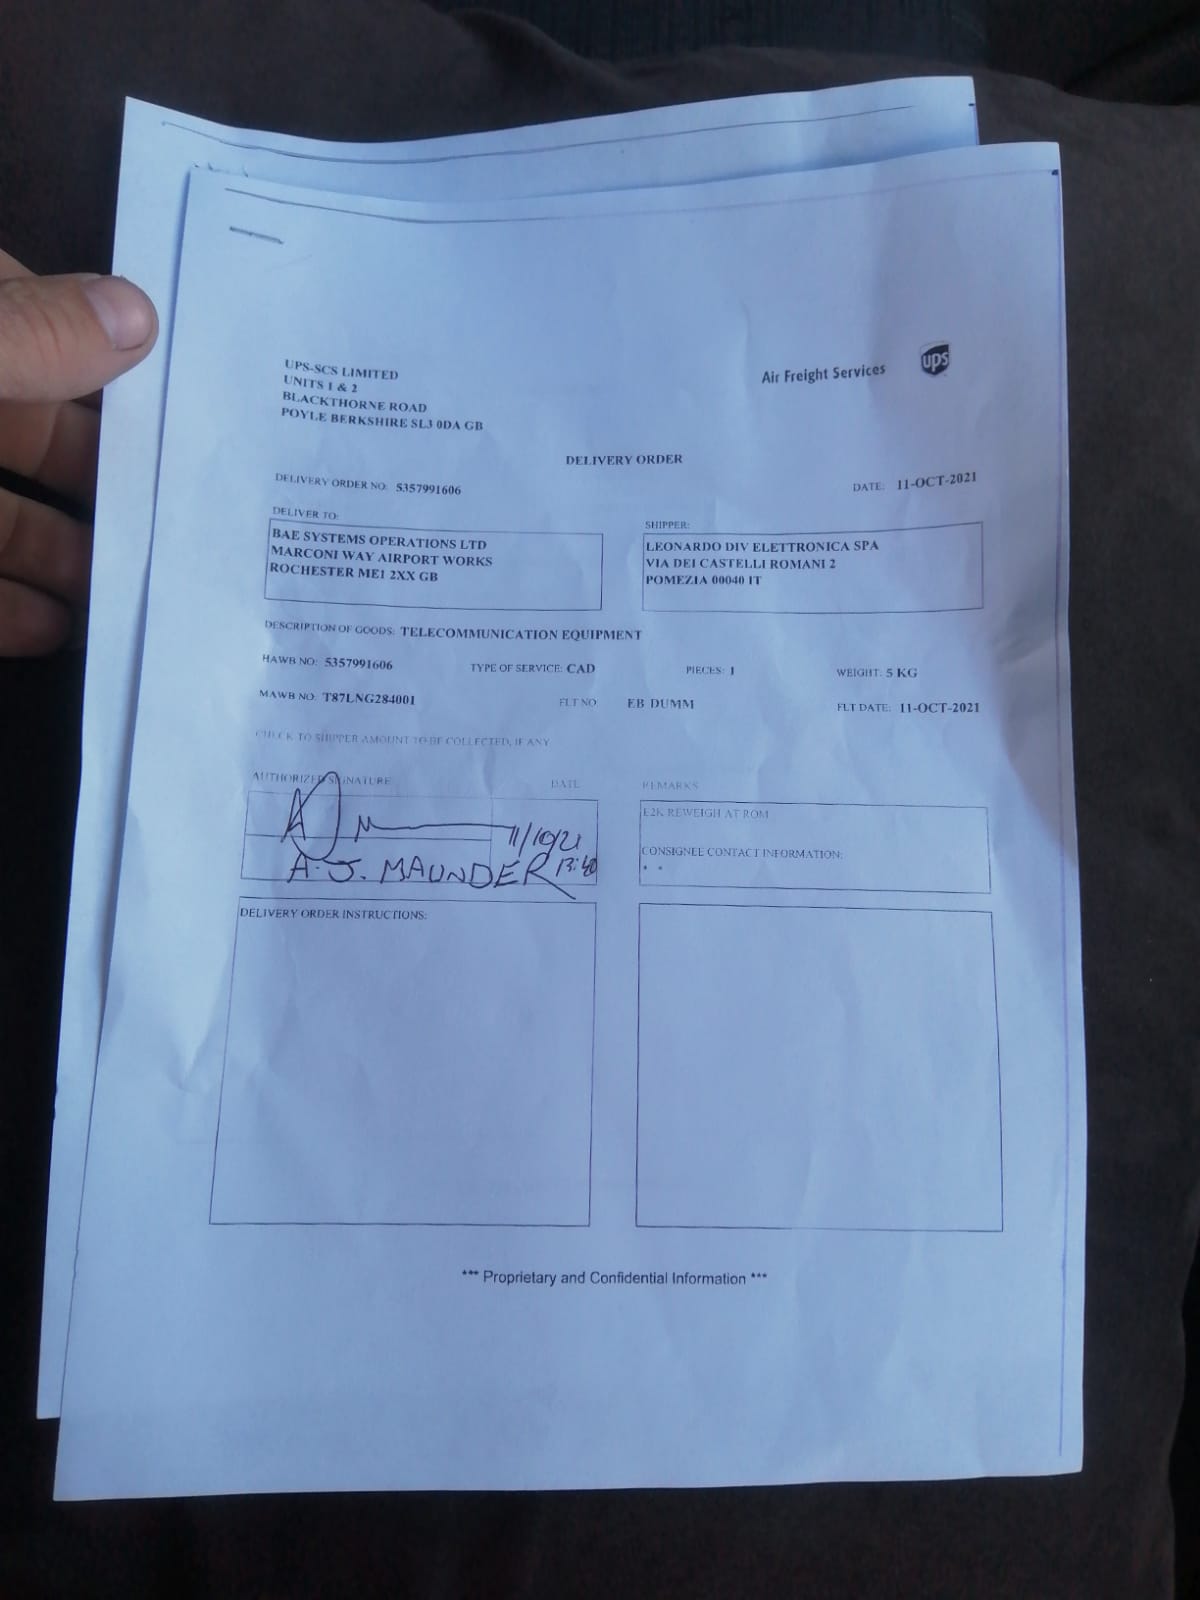 UPS-SCS LIMITED
UNITS 1 & 2
BLACKTHORNE ROAD
POYLE BERKSHIRE SL3 0DA GB
Air Freight Services
ups
DELIVERY ORDER
DELIVERY ORDER NO: 5357991606
DATE: 11-OCT-2021
DELIVER TO:
BAE SYSTEMS OPERATIONS LTD
MARCONI WAY AIRPORT WORKS
ROCHESTER ME1 2XX GB
SHIPPER:
LEONARDO DIV ELETTRONICA SPA
VIA DEI CASTELLI ROMANI 2
POMEZIA 00040 IT
DESCRIPTION OF GOODS: TELECOMMUNICATION EQUIPMENT
HAWB NO: 5357991606 TYPE OF SERVICE: CAD PIECES: 1 WEIGHT: 5 KG
MAWB NO: T87LNG284001 FLT NO EB DUMM FLT DATE: 11-OCT-2021
CHECK TO SHIPPER AMOUNT TO BE COLLECTED, IF ANY
AUTHORIZED SIGNATURE DATE
11/10/21
A.J. MAUNDER 13:40
REMARKS
E2K REWEIGH AT ROM
CONSIGNEE CONTACT INFORMATION:
DELIVERY ORDER INSTRUCTIONS:
*** Proprietary and Confidential Information ***